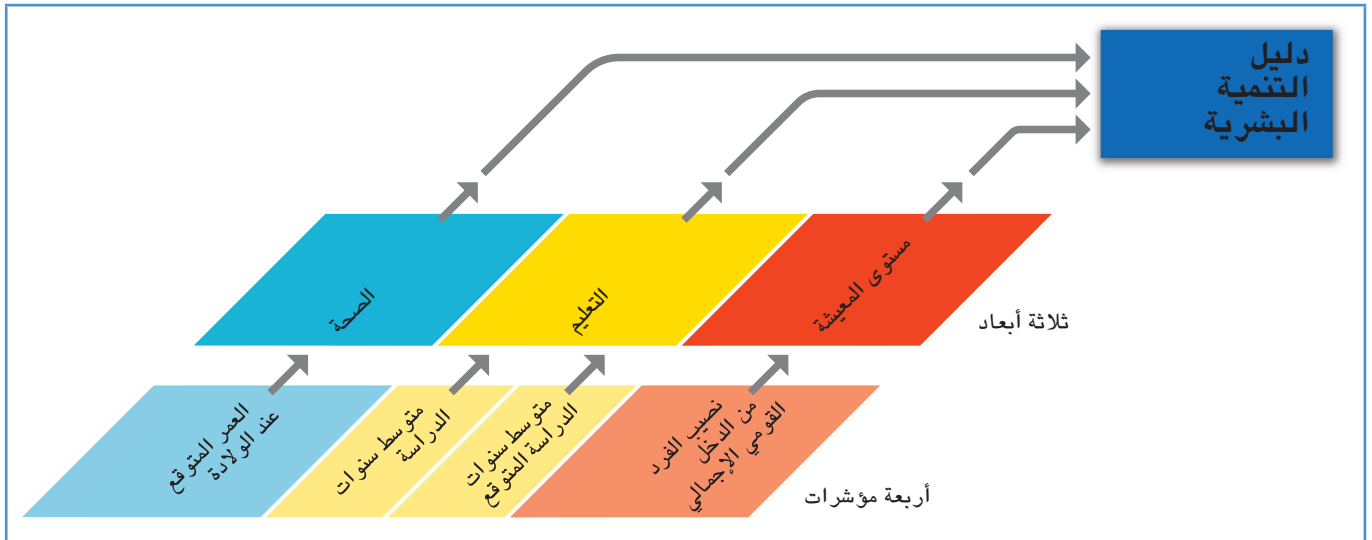 دليل
التنمية
البشرية
مستوى المعيشة
التعليم
الصحة
ثلاثة أبعاد
نصيب الفرد
من الدخل
القومي الإجمالي
متوسط سنوات
الدراسة المتوقع
متوسط سنوات
الدراسة
العمر المتوقع
عند الولادة
أربعة مؤشرات